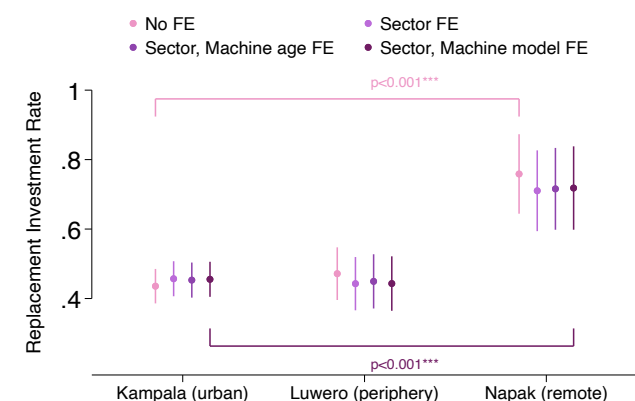 No FE
Sector FE
Sector, Machine age FE
Sector, Machine model FE
Replacement Investment Rate
1
.8
.6
.4
p<0.001***
p<0.001***
Kampala (urban)
Luwero (periphery)
Napak (remote)